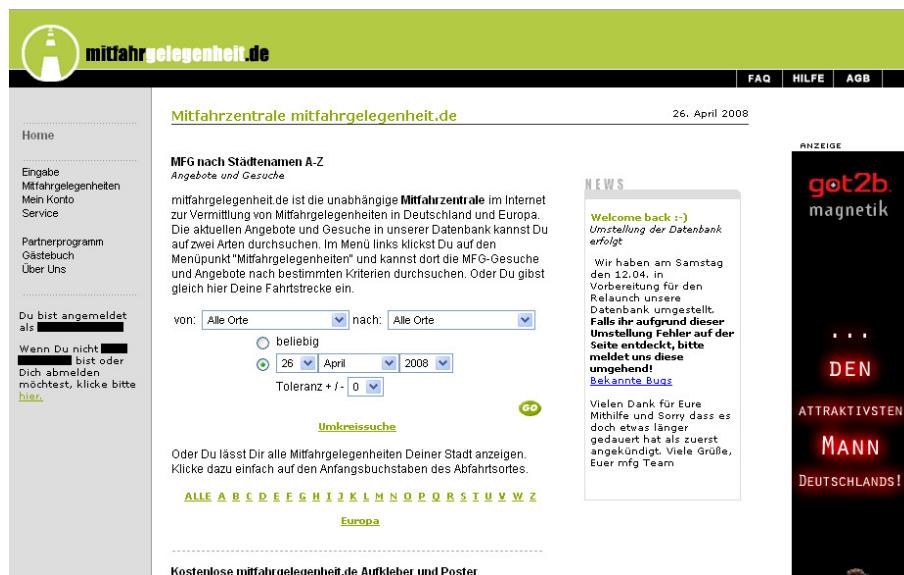 mitfahrgelegenheit.de
FAQ HILFE AGB
Mitfahrzentrale mitfahrgelegenheit.de
26. April 2008
Home
Eingabe
Mitfahrgelegenheiten
Mein Konto
Service
Partnerprogramm
Gästebuch
Über Uns
Du bist angemeldet
als
Wenn Du nicht
bist oder
Dich abmelden
möchtest, klicke bitte
hier.
MFG nach Städtenamen A-Z
Angebote und Gesuche
mitfahrgelegenheit.de ist die unabhängige Mitfahrzentrale im Internet
zur Vermittlung von Mitfahrgelegenheiten in Deutschland und Europa.
Die aktuellen Angebote und Gesuche in unserer Datenbank kannst Du
auf zwei Arten durchsuchen. Im Menü links klickst Du auf den
Menüpunkt "Mitfahrgelegenheiten" und kannst dort die MFG-Gesuche
und Angebote nach bestimmten Kriterien durchsuchen. Oder Du gibst
gleich hier Deine Fahrtstrecke ein.
von: Alle Orte nach: Alle Orte
beliebig
26 April 2008
Toleranz + / - 0
GO
Umkreissuche
Oder Du lässt Dir alle Mitfahrgelegenheiten Deiner Stadt anzeigen.
Klicke dazu einfach auf den Anfangsbuchstaben des Abfahrtsortes.
ALLE A B C D E F G H I J K L M N O P Q R S T U V W Z
Europa
Kostenlose mitfahrgelegenheit.de Aufkleber und Poster
NEWS
Welcome back :-)
Umstellung der Datenbank
erfolgt
Wir haben am Samstag
den 12.04. in
Vorbereitung für den
Relaunch unsere
Datenbank umgestellt.
Falls ihr aufgrund dieser
Umstellung Fehler auf der
Seite entdeckt, bitte
meldet uns diese
umgehend!
Bekannte Bugs
Vielen Dank für Eure
Mithilfe und Sorry dass es
doch etwas länger
gedauert hat als zuerst
angekündigt. Viele Grüße,
Euer mfg Team
ANZEIGE
got2b.
magnetik
...
DEN
ATTRAKTIVSTEN
MANN
DEUTSCHLANDS!